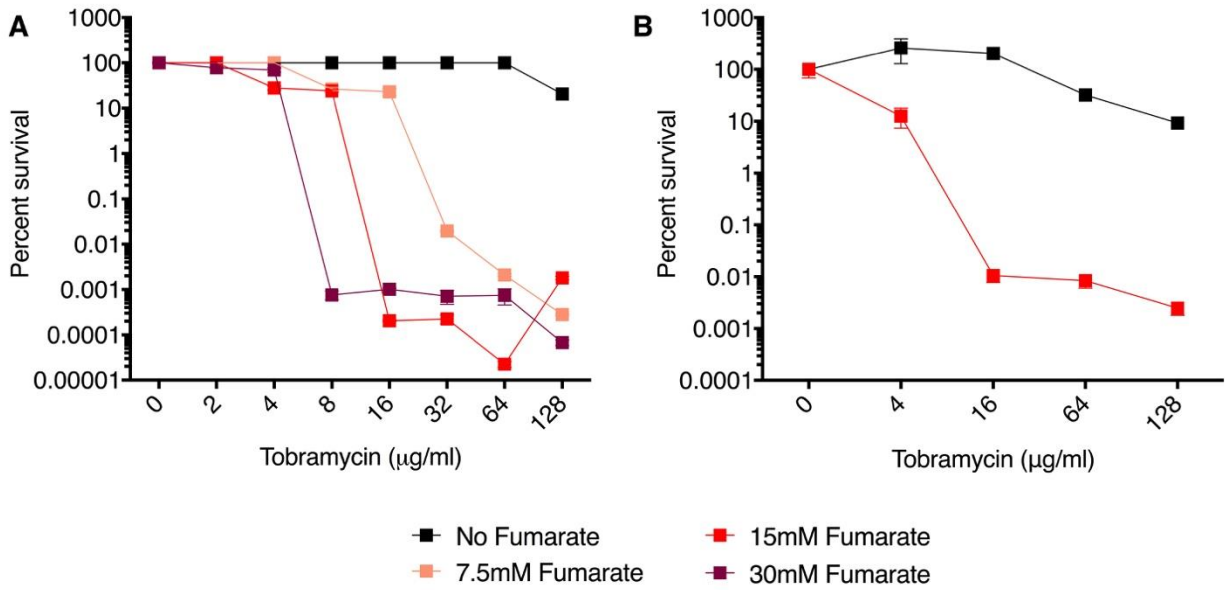 A
Percent survival
1000
100
10
1
0.1
0.01
0.001
0.0001
0.00001
0 2 4 8 16 32 64 128
Tobramycin (μg/ml)
B
Percent survival
1000
100
10
1
0.1
0.01
0.001
0.0001
0 4 16 64 128
Tobramycin (μg/ml)
No Fumarate
7.5mM Fumarate
15mM Fumarate
30mM Fumarate